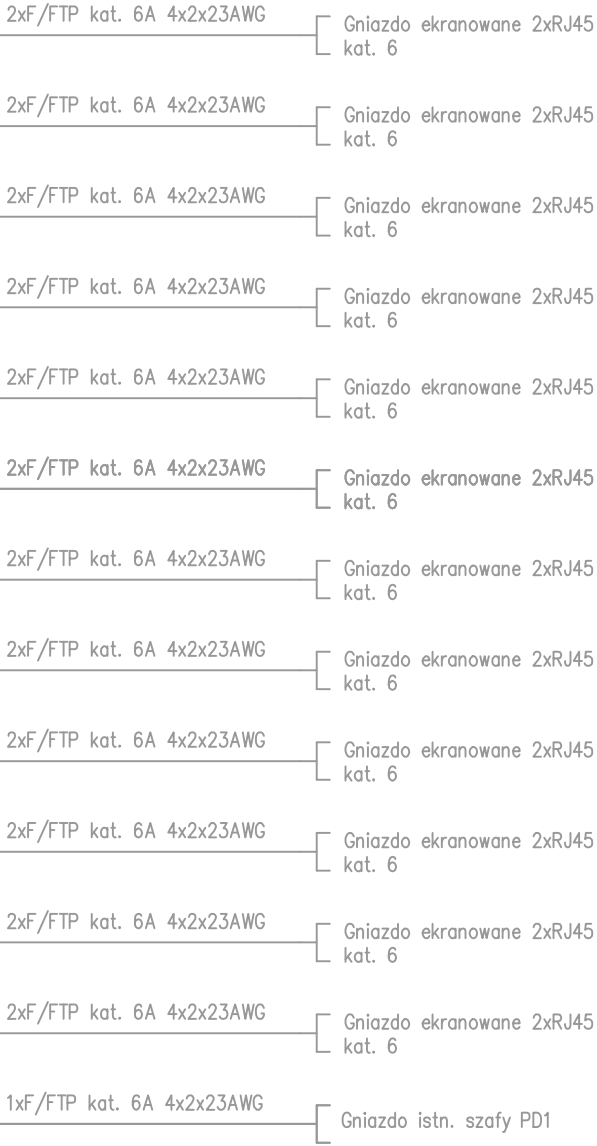 2xF/FTP kat. 6A 4x2x23AWG
Gniazdo ekranowane 2xRJ45
kat. 6
2xF/FTP kat. 6A 4x2x23AWG
Gniazdo ekranowane 2xRJ45
kat. 6
2xF/FTP kat. 6A 4x2x23AWG
Gniazdo ekranowane 2xRJ45
kat. 6
2xF/FTP kat. 6A 4x2x23AWG
Gniazdo ekranowane 2xRJ45
kat. 6
2xF/FTP kat. 6A 4x2x23AWG
Gniazdo ekranowane 2xRJ45
kat. 6
2xF/FTP kat. 6A 4x2x23AWG
Gniazdo ekranowane 2xRJ45
kat. 6
2xF/FTP kat. 6A 4x2x23AWG
Gniazdo ekranowane 2xRJ45
kat. 6
2xF/FTP kat. 6A 4x2x23AWG
Gniazdo ekranowane 2xRJ45
kat. 6
2xF/FTP kat. 6A 4x2x23AWG
Gniazdo ekranowane 2xRJ45
kat. 6
2xF/FTP kat. 6A 4x2x23AWG
Gniazdo ekranowane 2xRJ45
kat. 6
2xF/FTP kat. 6A 4x2x23AWG
Gniazdo ekranowane 2xRJ45
kat. 6
2xF/FTP kat. 6A 4x2x23AWG
Gniazdo ekranowane 2xRJ45
kat. 6
1xF/FTP kat. 6A 4x2x23AWG
Gniazdo istn. szafy PD1